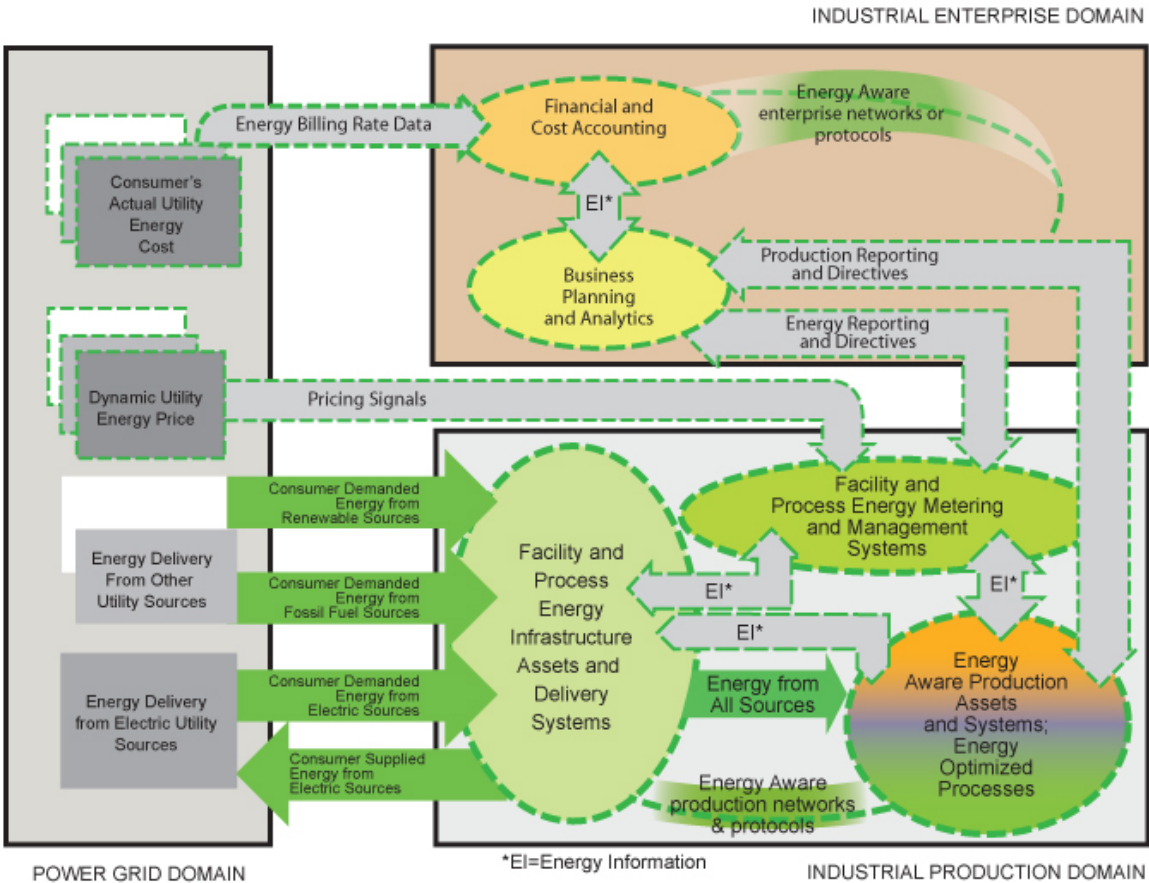 INDUSTRIAL ENTERPRISE DOMAIN
Energy Billing Rate Data
Financial and
Cost Accounting
Energy Aware
enterprise networks or
protocols
Consumer's
Actual Utility
Energy
Cost
EI*
Business
Planning
and Analytics
Production Reporting
and Directives
Energy Reporting
and Directives
Dynamic Utility
Energy Price
Pricing Signals
Consumer Demanded
Energy from
Renewable Sources
Facility and
Process Energy Metering
and Management
Systems
Energy Delivery
From Other
Utility Sources
Consumer Demanded
Energy from
Fossil Fuel Sources
Facility and
Process
Energy
Infrastructure
Assets and
Delivery
Systems
EI*
EI*
EI*
Energy Delivery
from Electric Utility
Sources
Consumer Demanded
Energy from
Electric Sources
Energy from
All Sources
Energy
Aware Production
Assets
and Systems;
Energy
Optimized
Processes
Consumer Supplied
Energy from
Electric Sources
Energy Aware
production networks
& protocols
POWER GRID DOMAIN
*EI=Energy Information
INDUSTRIAL PRODUCTION DOMAIN